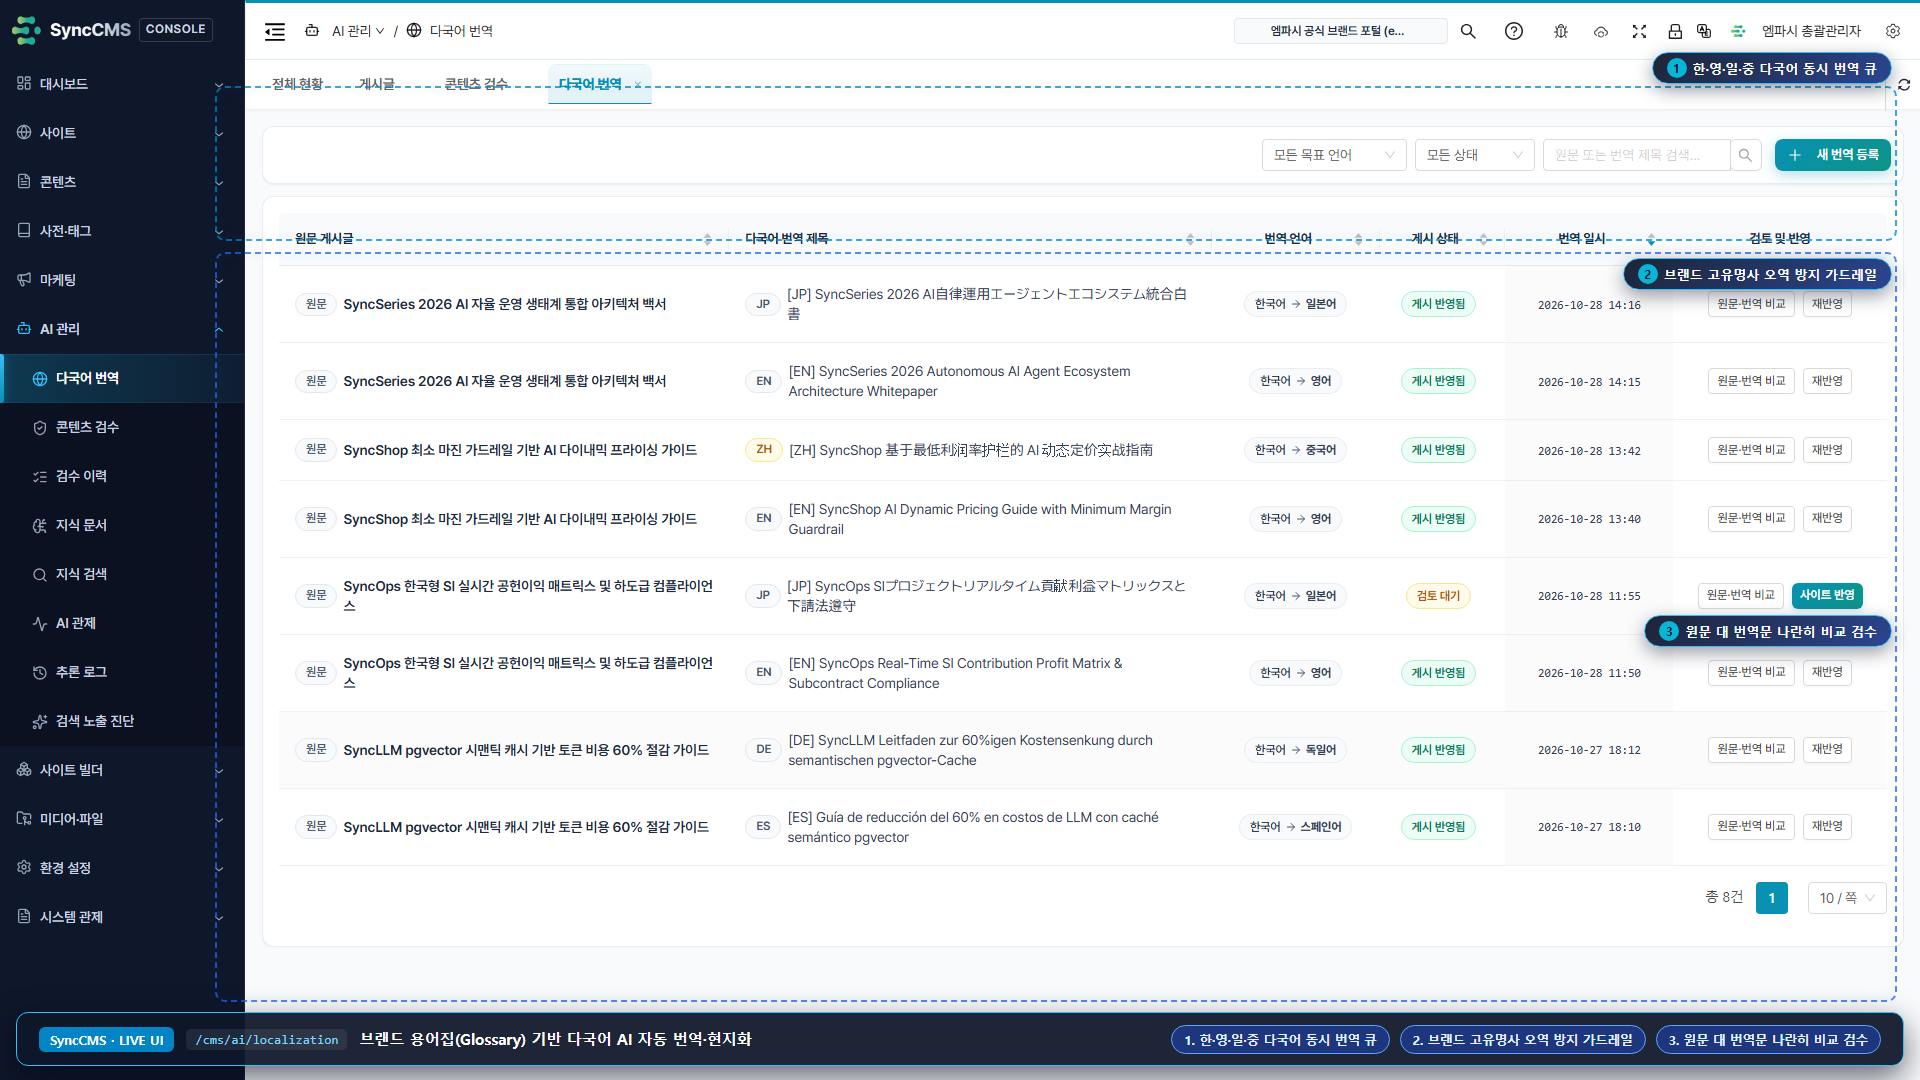 SyncCMS CONSOLE
대시보드
사이트
콘텐츠
사전·태그
마케팅
AI 관리
다국어 번역
콘텐츠 검수
검수 이력
지식 문서
지식 검색
AI 관제
추론 로그
검색 노출 진단
사이트 빌더
미디어·파일
환경 설정
시스템 관제
AI 관리 / 다국어 번역
엠파시 공식 브랜드 포털 (e...
엠파시 총괄관리자
전체 현황 게시글 콘텐츠 검수 다국어 번역 ×
1 한·영·일·중 다국어 동시 번역 큐
모든 목표 언어 모든 상태 원문 또는 번역 제목 검색... + 새 번역 등록
원문 게시글 다국어 번역 제목 번역 언어 게시 상태 번역 일시 검토 및 반영
2 브랜드 고유명사 오역 방지 가드레일
원문 SyncSeries 2026 AI 자율 운영 생태계 통합 아키텍처 백서 JP [JP] SyncSeries 2026 AI自律運用エージェントエコシステム統合白
書 한국어 → 일본어 게시 반영됨 2026-10-28 14:16 원문·번역 비교 재반영
원문 SyncSeries 2026 AI 자율 운영 생태계 통합 아키텍처 백서 EN [EN] SyncSeries 2026 Autonomous AI Agent Ecosystem
Architecture Whitepaper 한국어 → 영어 게시 반영됨 2026-10-28 14:15 원문·번역 비교 재반영
원문 SyncShop 최소 마진 가드레일 기반 AI 다이내믹 프라이싱 가이드 ZH [ZH] SyncShop 基于最低利润率护栏的 AI 动态定价实战指南 한국어 → 중국어 게시 반영됨 2026-10-28 13:42 원문·번역 비교 재반영
원문 SyncShop 최소 마진 가드레일 기반 AI 다이내믹 프라이싱 가이드 EN [EN] SyncShop AI Dynamic Pricing Guide with Minimum Margin
Guardrail 한국어 → 영어 게시 반영됨 2026-10-28 13:40 원문·번역 비교 재반영
원문 SyncOps 한국형 SI 실시간 공헌이익 매트릭스 및 하도급 컴플라이언
스 JP [JP] SyncOps SIプロジェクトリアルタイム貢献利益マトリックスと
下請法遵守 한국어 → 일본어 검토 대기 2026-10-28 11:55 원문·번역 비교 사이트 반영
3 원문 대 번역문 나란히 비교 검수
원문 SyncOps 한국형 SI 실시간 공헌이익 매트릭스 및 하도급 컴플라이언
스 EN [EN] SyncOps Real-Time SI Contribution Profit Matrix &
Subcontract Compliance 한국어 → 영어 게시 반영됨 2026-10-28 11:50 원문·번역 비교 재반영
원문 SyncLLM pgvector 시맨틱 캐시 기반 토큰 비용 60% 절감 가이드 DE [DE] SyncLLM Leitfaden zur 60%igen Kostensenkung durch
semantischen pgvector-Cache 한국어 → 독일어 게시 반영됨 2026-10-27 18:12 원문·번역 비교 재반영
원문 SyncLLM pgvector 시맨틱 캐시 기반 토큰 비용 60% 절감 가이드 ES [ES] Guía de reducción del 60% en costos de LLM con caché
semántico pgvector 한국어 → 스페인어 게시 반영됨 2026-10-27 18:10 원문·번역 비교 재반영
총 8건 1 10 / 쪽
SyncCMS · LIVE UI /cms/ai/localization 브랜드 용어집(Glossary) 기반 다국어 AI 자동 번역·현지화 1. 한·영·일·중 다국어 동시 번역 큐 2. 브랜드 고유명사 오역 방지 가드레일 3. 원문 대 번역문 나란히 비교 검수